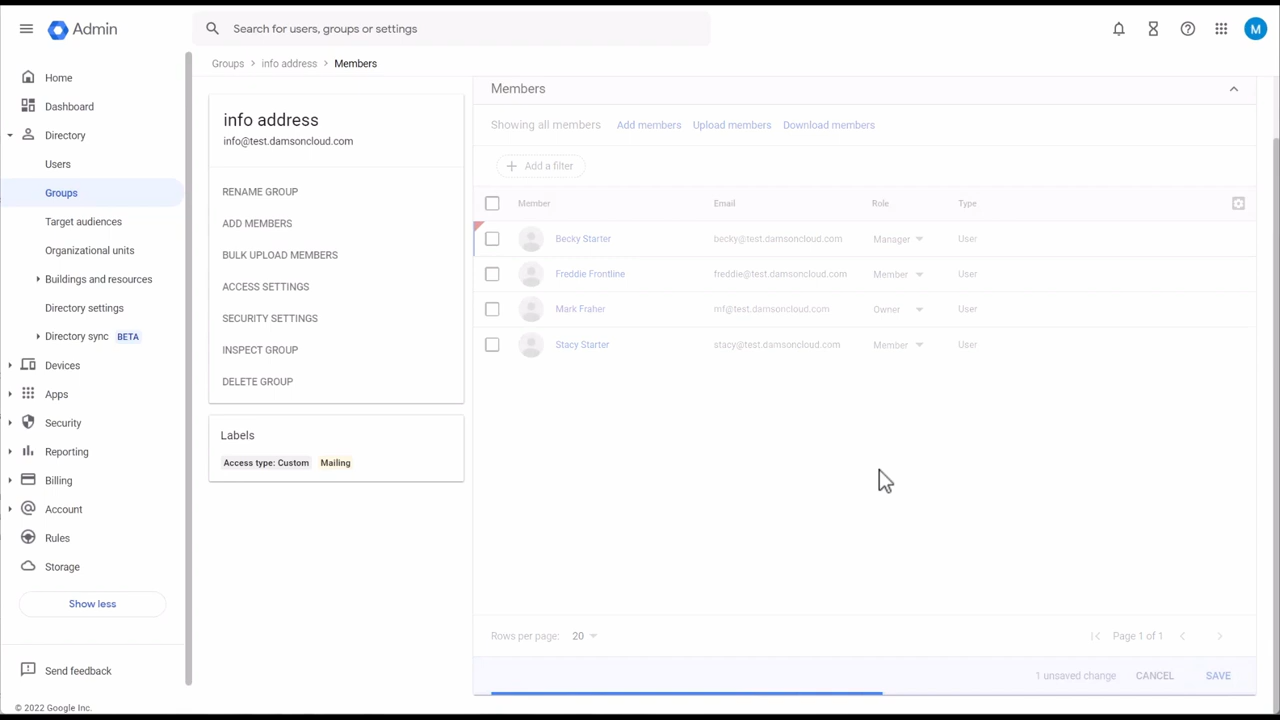 Admin
Search for users, groups or settings
M
Groups > info address > Members
Home
Dashboard
Directory
Users
Groups
Target audiences
Organizational units
Buildings and resources
Directory settings
Directory sync BETA
Devices
Apps
Security
Reporting
Billing
Account
Rules
Storage
Show less
Send feedback
© 2022 Google Inc.
info address
info@test.damsoncloud.com
RENAME GROUP
ADD MEMBERS
BULK UPLOAD MEMBERS
ACCESS SETTINGS
SECURITY SETTINGS
INSPECT GROUP
DELETE GROUP
Labels
Access type: Custom Mailing
Members
Showing all members Add members Upload members Download members
Add a filter
Member Email Role Type
Becky Starter becky@test.damsoncloud.com Manager User
Freddie Frontline freddie@test.damsoncloud.com Member User
Mark Fraher mf@test.damsoncloud.com Owner User
Stacy Starter stacy@test.damsoncloud.com Member User
Rows per page: 20 Page 1 of 1
1 unsaved change CANCEL SAVE